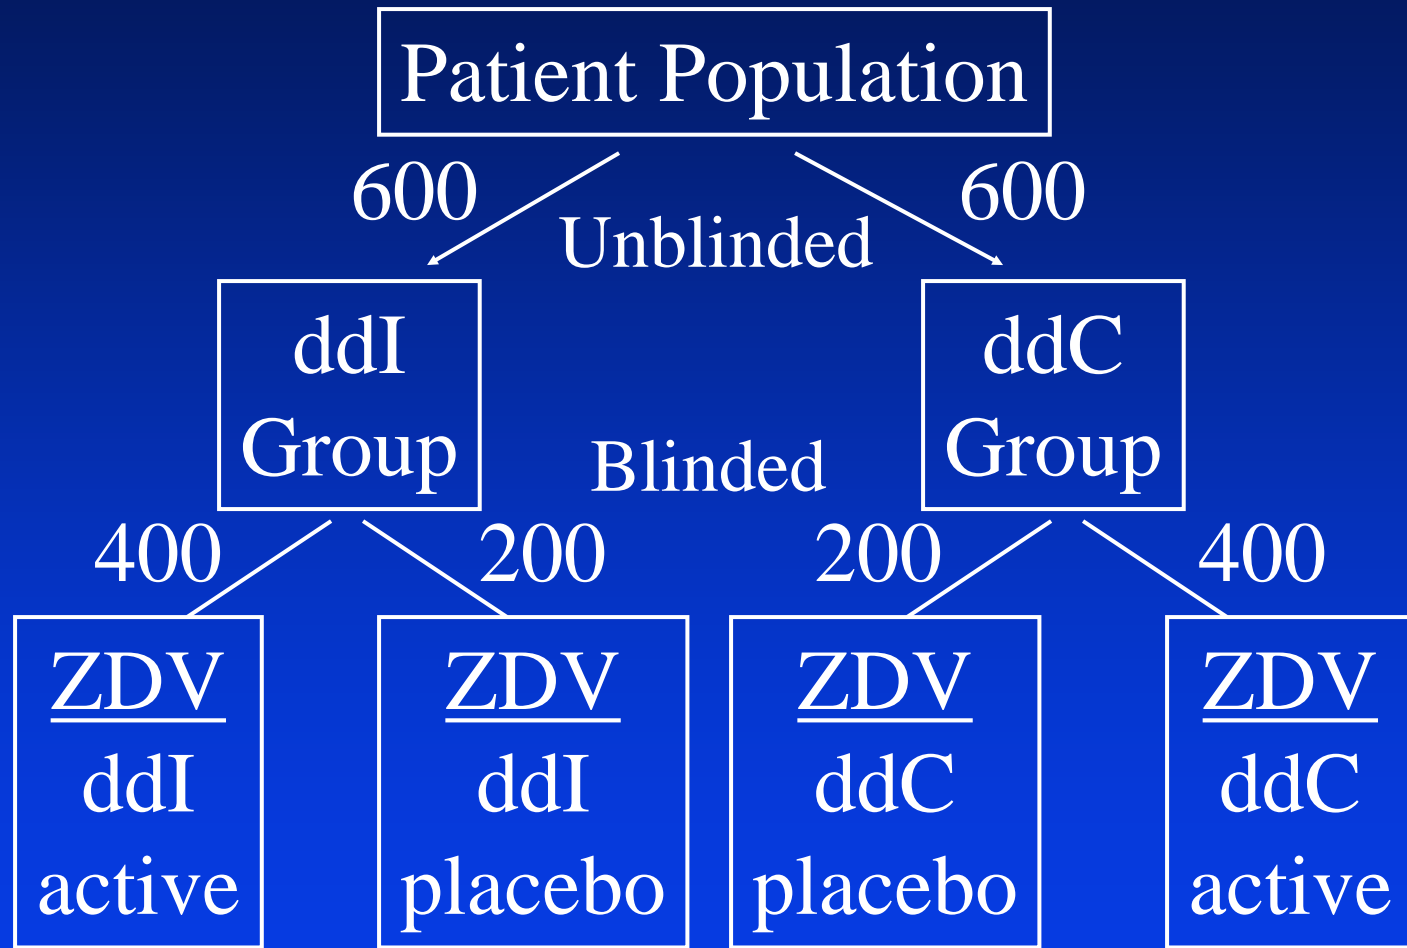 Patient Population
600 600
Unblinded
ddI
Group
ddC
Group
Blinded
400 200 200 400
ZDV
ddI
active
ZDV
ddI
placebo
ZDV
ddC
placebo
ZDV
ddC
active